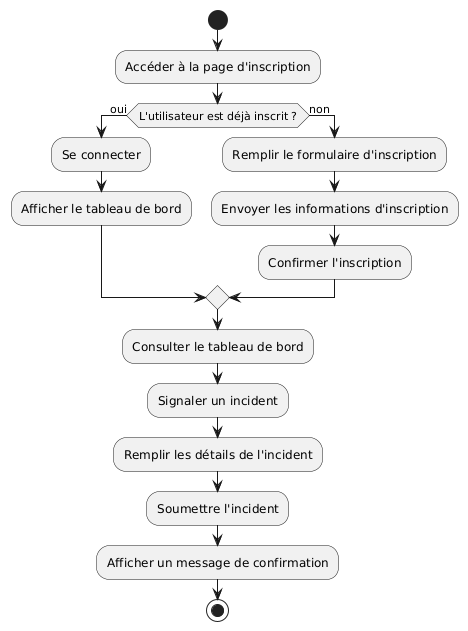 Accéder à la page d'inscription
oui
L'utilisateur est déjà inscrit ?
non
Se connecter
Remplir le formulaire d'inscription
Afficher le tableau de bord
Envoyer les informations d'inscription
Confirmer l'inscription
Consulter le tableau de bord
Signaler un incident
Remplir les détails de l'incident
Soumettre l'incident
Afficher un message de confirmation